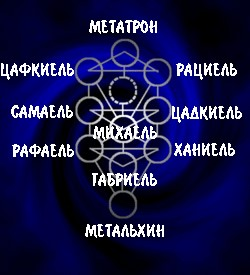 МЕТАТРОН
ЦАФКИЕЛЬ РАЦИЕЛЬ
САМАЕЛЬ ЦАДКИЕЛЬ
МИХАЕЛЬ
РАФАЕЛЬ ХАНИЕЛЬ
ГАБРИЕЛЬ
МЕТАЛЬХИН